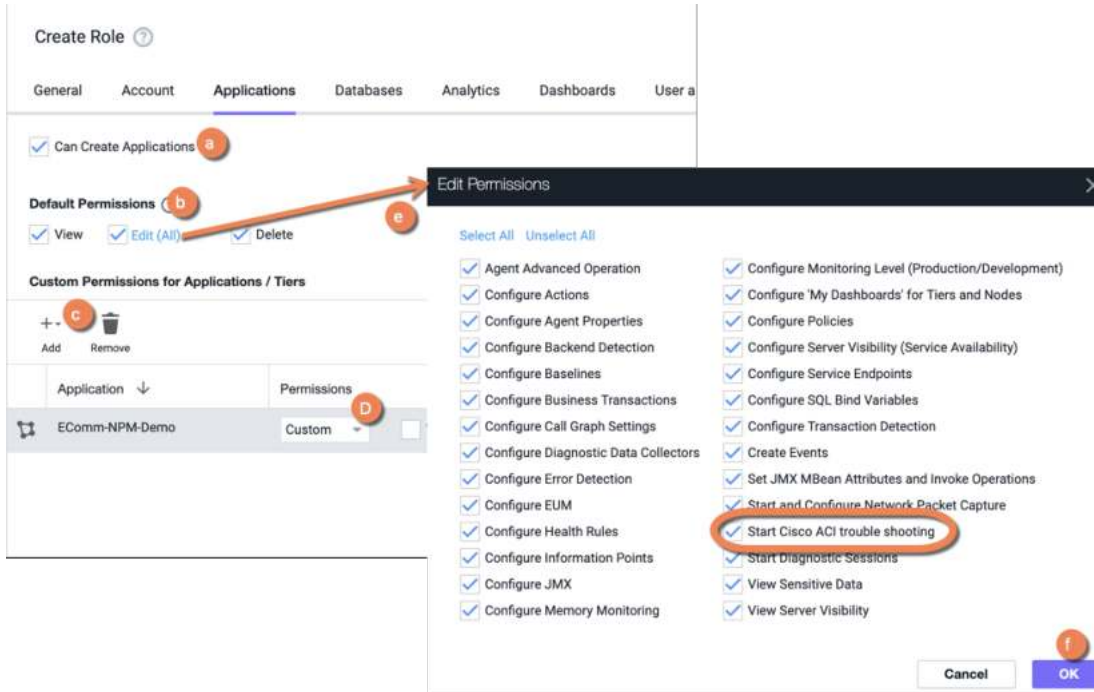 Create Role ?
General Account Applications Databases Analytics Dashboards User a
Can Create Applications a
Default Permissions b
View Edit (All) Delete
Custom Permissions for Applications / Tiers
c
Add Remove
Application Permissions
D
EComm-NPM-Demo Custom
Edit Permissions
e
Select All Unselect All
Agent Advanced Operation
Configure Actions
Configure Agent Properties
Configure Backend Detection
Configure Baselines
Configure Business Transactions
Configure Call Graph Settings
Configure Diagnostic Data Collectors
Configure Error Detection
Configure EUM
Configure Health Rules
Configure Information Points
Configure JMX
Configure Memory Monitoring
Configure Monitoring Level (Production/Development)
Configure 'My Dashboards' for Tiers and Nodes
Configure Policies
Configure Server Visibility (Service Availability)
Configure Service Endpoints
Configure SQL Bind Variables
Configure Transaction Detection
Create Events
Set JMX MBean Attributes and Invoke Operations
Start and Configure Network Packet Capture
Start Cisco ACI trouble shooting
Start Diagnostic Sessions
View Sensitive Data
View Server Visibility
f
Cancel OK